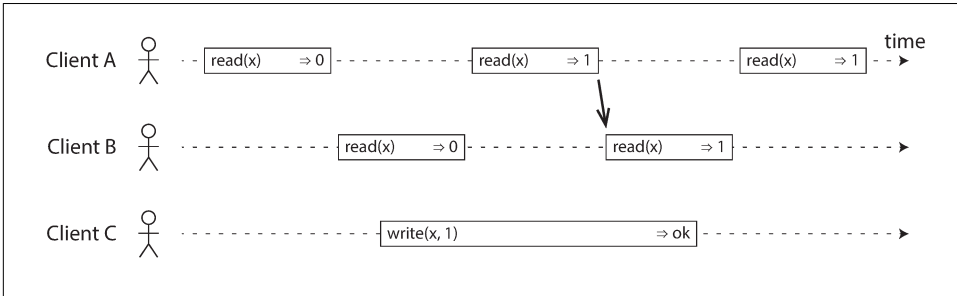 time
Client A read(x) ⇒ 0 read(x) ⇒ 1 read(x) ⇒ 1
Client B read(x) ⇒ 0 read(x) ⇒ 1
Client C write(x, 1) ⇒ ok